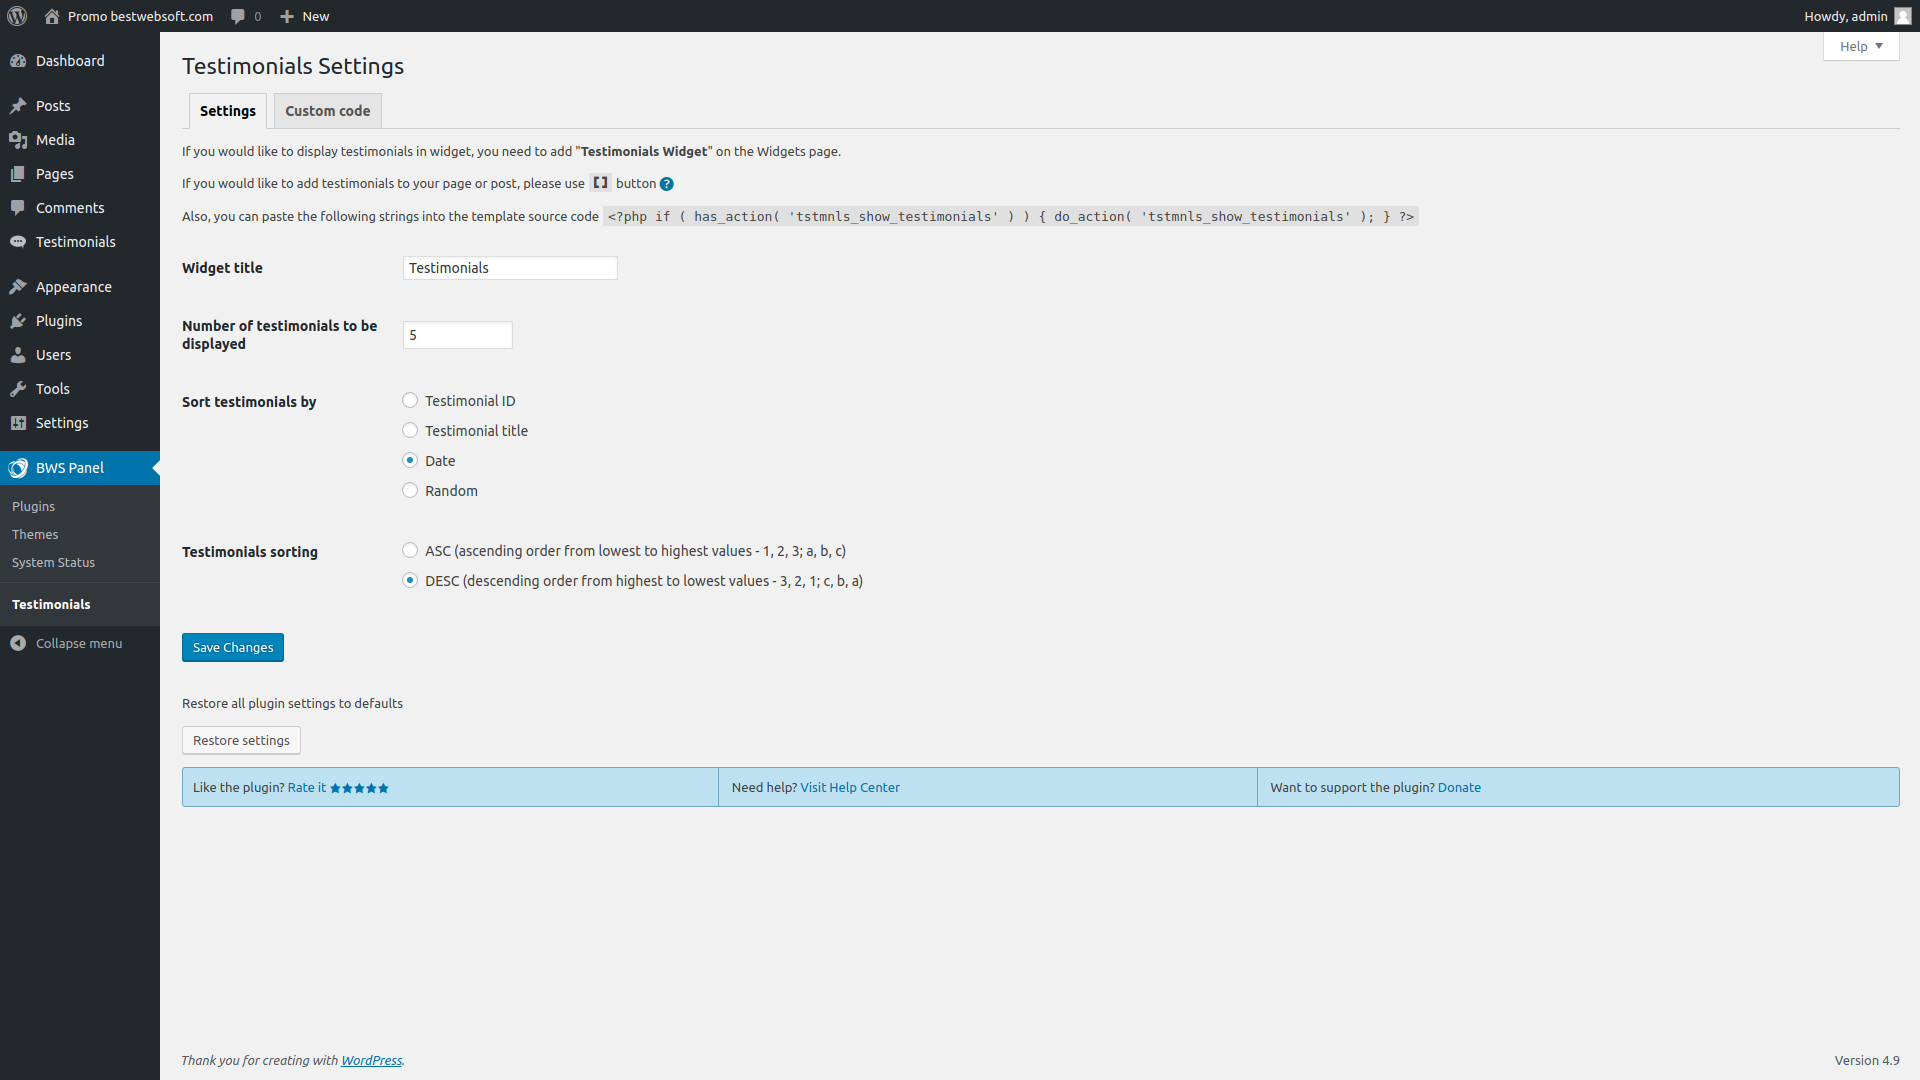 Promo bestwebsoft.com 0 New Howdy, admin
Help
Dashboard
Posts
Media
Pages
Comments
Testimonials
Appearance
Plugins
Users
Tools
Settings
BWS Panel
Plugins
Themes
System Status
Testimonials
Collapse menu
Testimonials Settings
Settings Custom code
If you would like to display testimonials in widget, you need to add "Testimonials Widget" on the Widgets page.
If you would like to add testimonials to your page or post, please use button ?
Also, you can paste the following strings into the template source code <?php if ( has_action( 'tstmnls_show_testimonials' ) ) { do_action( 'tstmnls_show_testimonials' ); } ?>
Widget title Testimonials
Number of testimonials to be
displayed
5
Sort testimonials by
Testimonial ID
Testimonial title
Date
Random
Testimonials sorting
ASC (ascending order from lowest to highest values - 1, 2, 3; a, b, c)
DESC (descending order from highest to lowest values - 3, 2, 1; c, b, a)
Save Changes
Restore all plugin settings to defaults
Restore settings
Like the plugin? Rate it ★★★★★ Need help? Visit Help Center Want to support the plugin? Donate
Thank you for creating with WordPress. Version 4.9